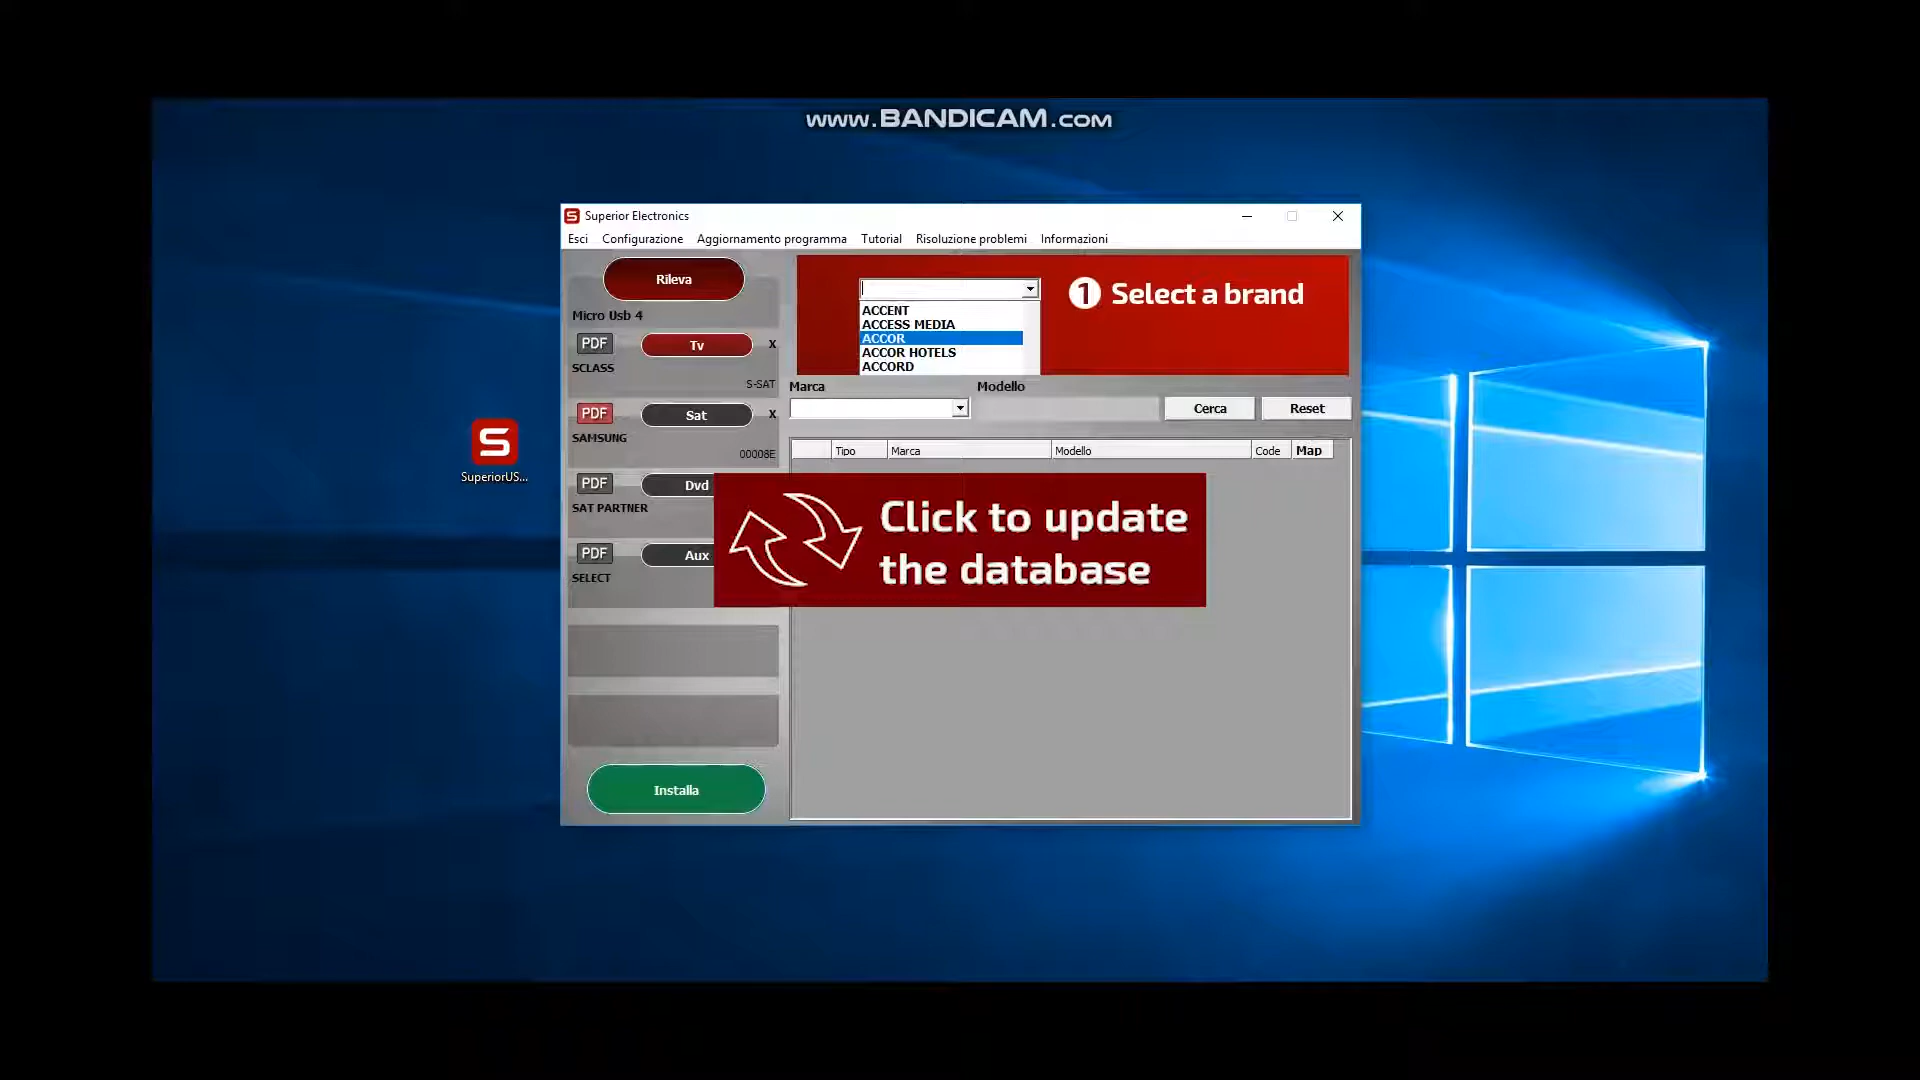 www.BANDICAM.com
Superior Electronics
Esci Configurazione Aggiornamento programma Tutorial Risoluzione problemi Informazioni
Rileva
Micro Usb 4
PDF Tv x
SCLASS
S-SAT
PDF Sat x
SAMSUNG
00008E
PDF Dvd
SAT PARTNER
PDF Aux
SELECT
Installa
ACCENT
ACCESS MEDIA
ACCOR
ACCOR HOTELS
ACCORD
1 Select a brand
Marca Modello
Cerca Reset
Tipo Marca Modello Code Map
Click to update
the database
S
SuperiorUS...